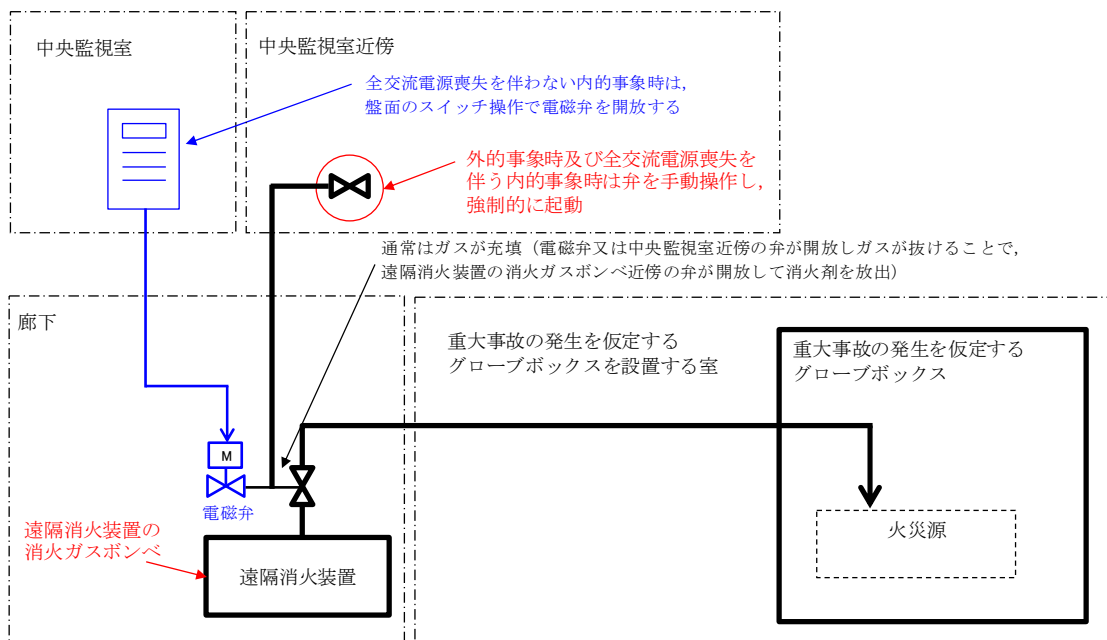 中央監視室
中央監視室近傍
全交流電源喪失を伴わない内的事象時は,
盤面のスイッチ操作で電磁弁を開放する
外的事象時及び全交流電源喪失を
伴う内的事象時は弁を手動操作し,
強制的に起動
通常はガスが充填（電磁弁又は中央監視室近傍の弁が開放しガスが抜けることで,
遠隔消火装置の消火ガスボンベ近傍の弁が開放して消火剤を放出）
廊下
重大事故の発生を仮定する
グローブボックスを設置する室
重大事故の発生を仮定する
グローブボックス
M
電磁弁
遠隔消火装置の
消火ガスボンベ
遠隔消火装置
火災源